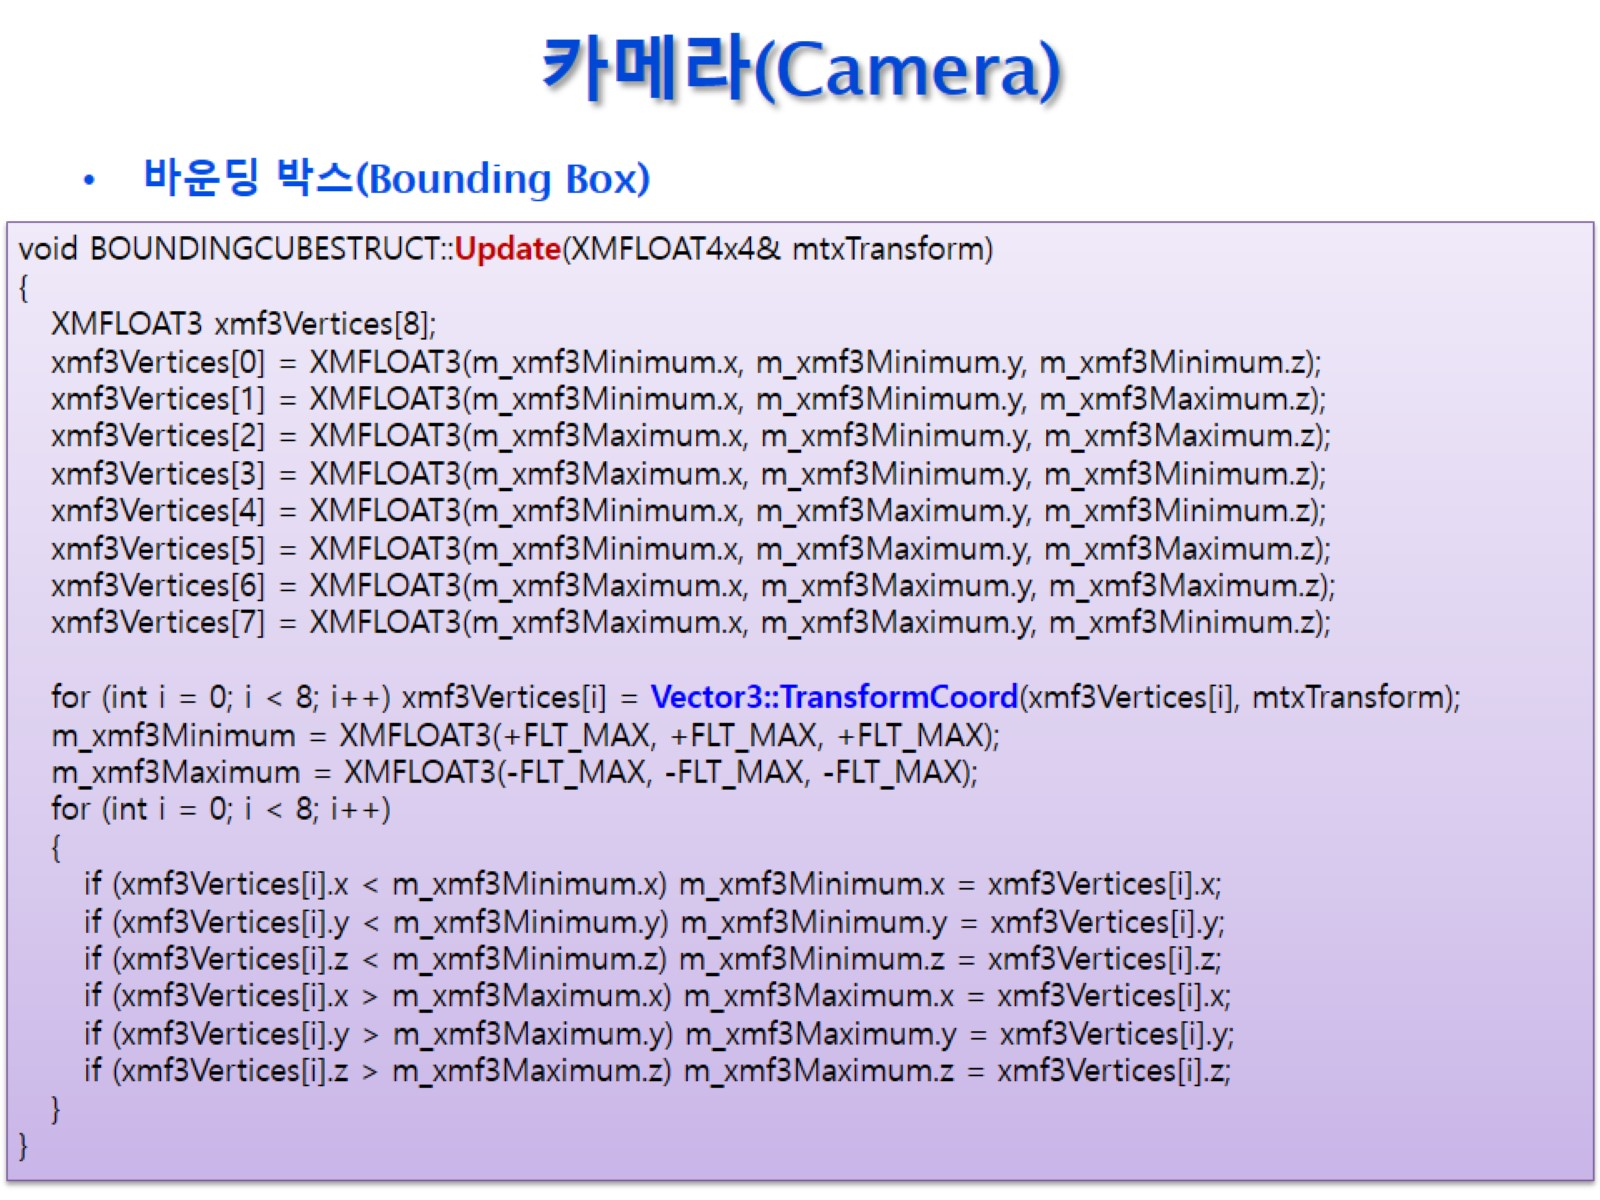 카메라(Camera)
• 바운딩 박스(Bounding Box)
void BOUNDINGCUBESTRUCT::Update(XMFLOAT4x4& mtxTransform)
{
XMFLOAT3 xmf3Vertices[8];
xmf3Vertices[0] = XMFLOAT3(m_xmf3Minimum.x, m_xmf3Minimum.y, m_xmf3Minimum.z);
xmf3Vertices[1] = XMFLOAT3(m_xmf3Minimum.x, m_xmf3Minimum.y, m_xmf3Maximum.z);
xmf3Vertices[2] = XMFLOAT3(m_xmf3Maximum.x, m_xmf3Minimum.y, m_xmf3Maximum.z);
xmf3Vertices[3] = XMFLOAT3(m_xmf3Maximum.x, m_xmf3Minimum.y, m_xmf3Minimum.z);
xmf3Vertices[4] = XMFLOAT3(m_xmf3Minimum.x, m_xmf3Maximum.y, m_xmf3Minimum.z);
xmf3Vertices[5] = XMFLOAT3(m_xmf3Minimum.x, m_xmf3Maximum.y, m_xmf3Maximum.z);
xmf3Vertices[6] = XMFLOAT3(m_xmf3Maximum.x, m_xmf3Maximum.y, m_xmf3Maximum.z);
xmf3Vertices[7] = XMFLOAT3(m_xmf3Maximum.x, m_xmf3Maximum.y, m_xmf3Minimum.z);
for (int i = 0; i < 8; i++) xmf3Vertices[i] = Vector3::TransformCoord(xmf3Vertices[i], mtxTransform);
m_xmf3Minimum = XMFLOAT3(+FLT_MAX, +FLT_MAX, +FLT_MAX);
m_xmf3Maximum = XMFLOAT3(-FLT_MAX, -FLT_MAX, -FLT_MAX);
for (int i = 0; i < 8; i++)
{
if (xmf3Vertices[i].x < m_xmf3Minimum.x) m_xmf3Minimum.x = xmf3Vertices[i].x;
if (xmf3Vertices[i].y < m_xmf3Minimum.y) m_xmf3Minimum.y = xmf3Vertices[i].y;
if (xmf3Vertices[i].z < m_xmf3Minimum.z) m_xmf3Minimum.z = xmf3Vertices[i].z;
if (xmf3Vertices[i].x > m_xmf3Maximum.x) m_xmf3Maximum.x = xmf3Vertices[i].x;
if (xmf3Vertices[i].y > m_xmf3Maximum.y) m_xmf3Maximum.y = xmf3Vertices[i].y;
if (xmf3Vertices[i].z > m_xmf3Maximum.z) m_xmf3Maximum.z = xmf3Vertices[i].z;
}
}